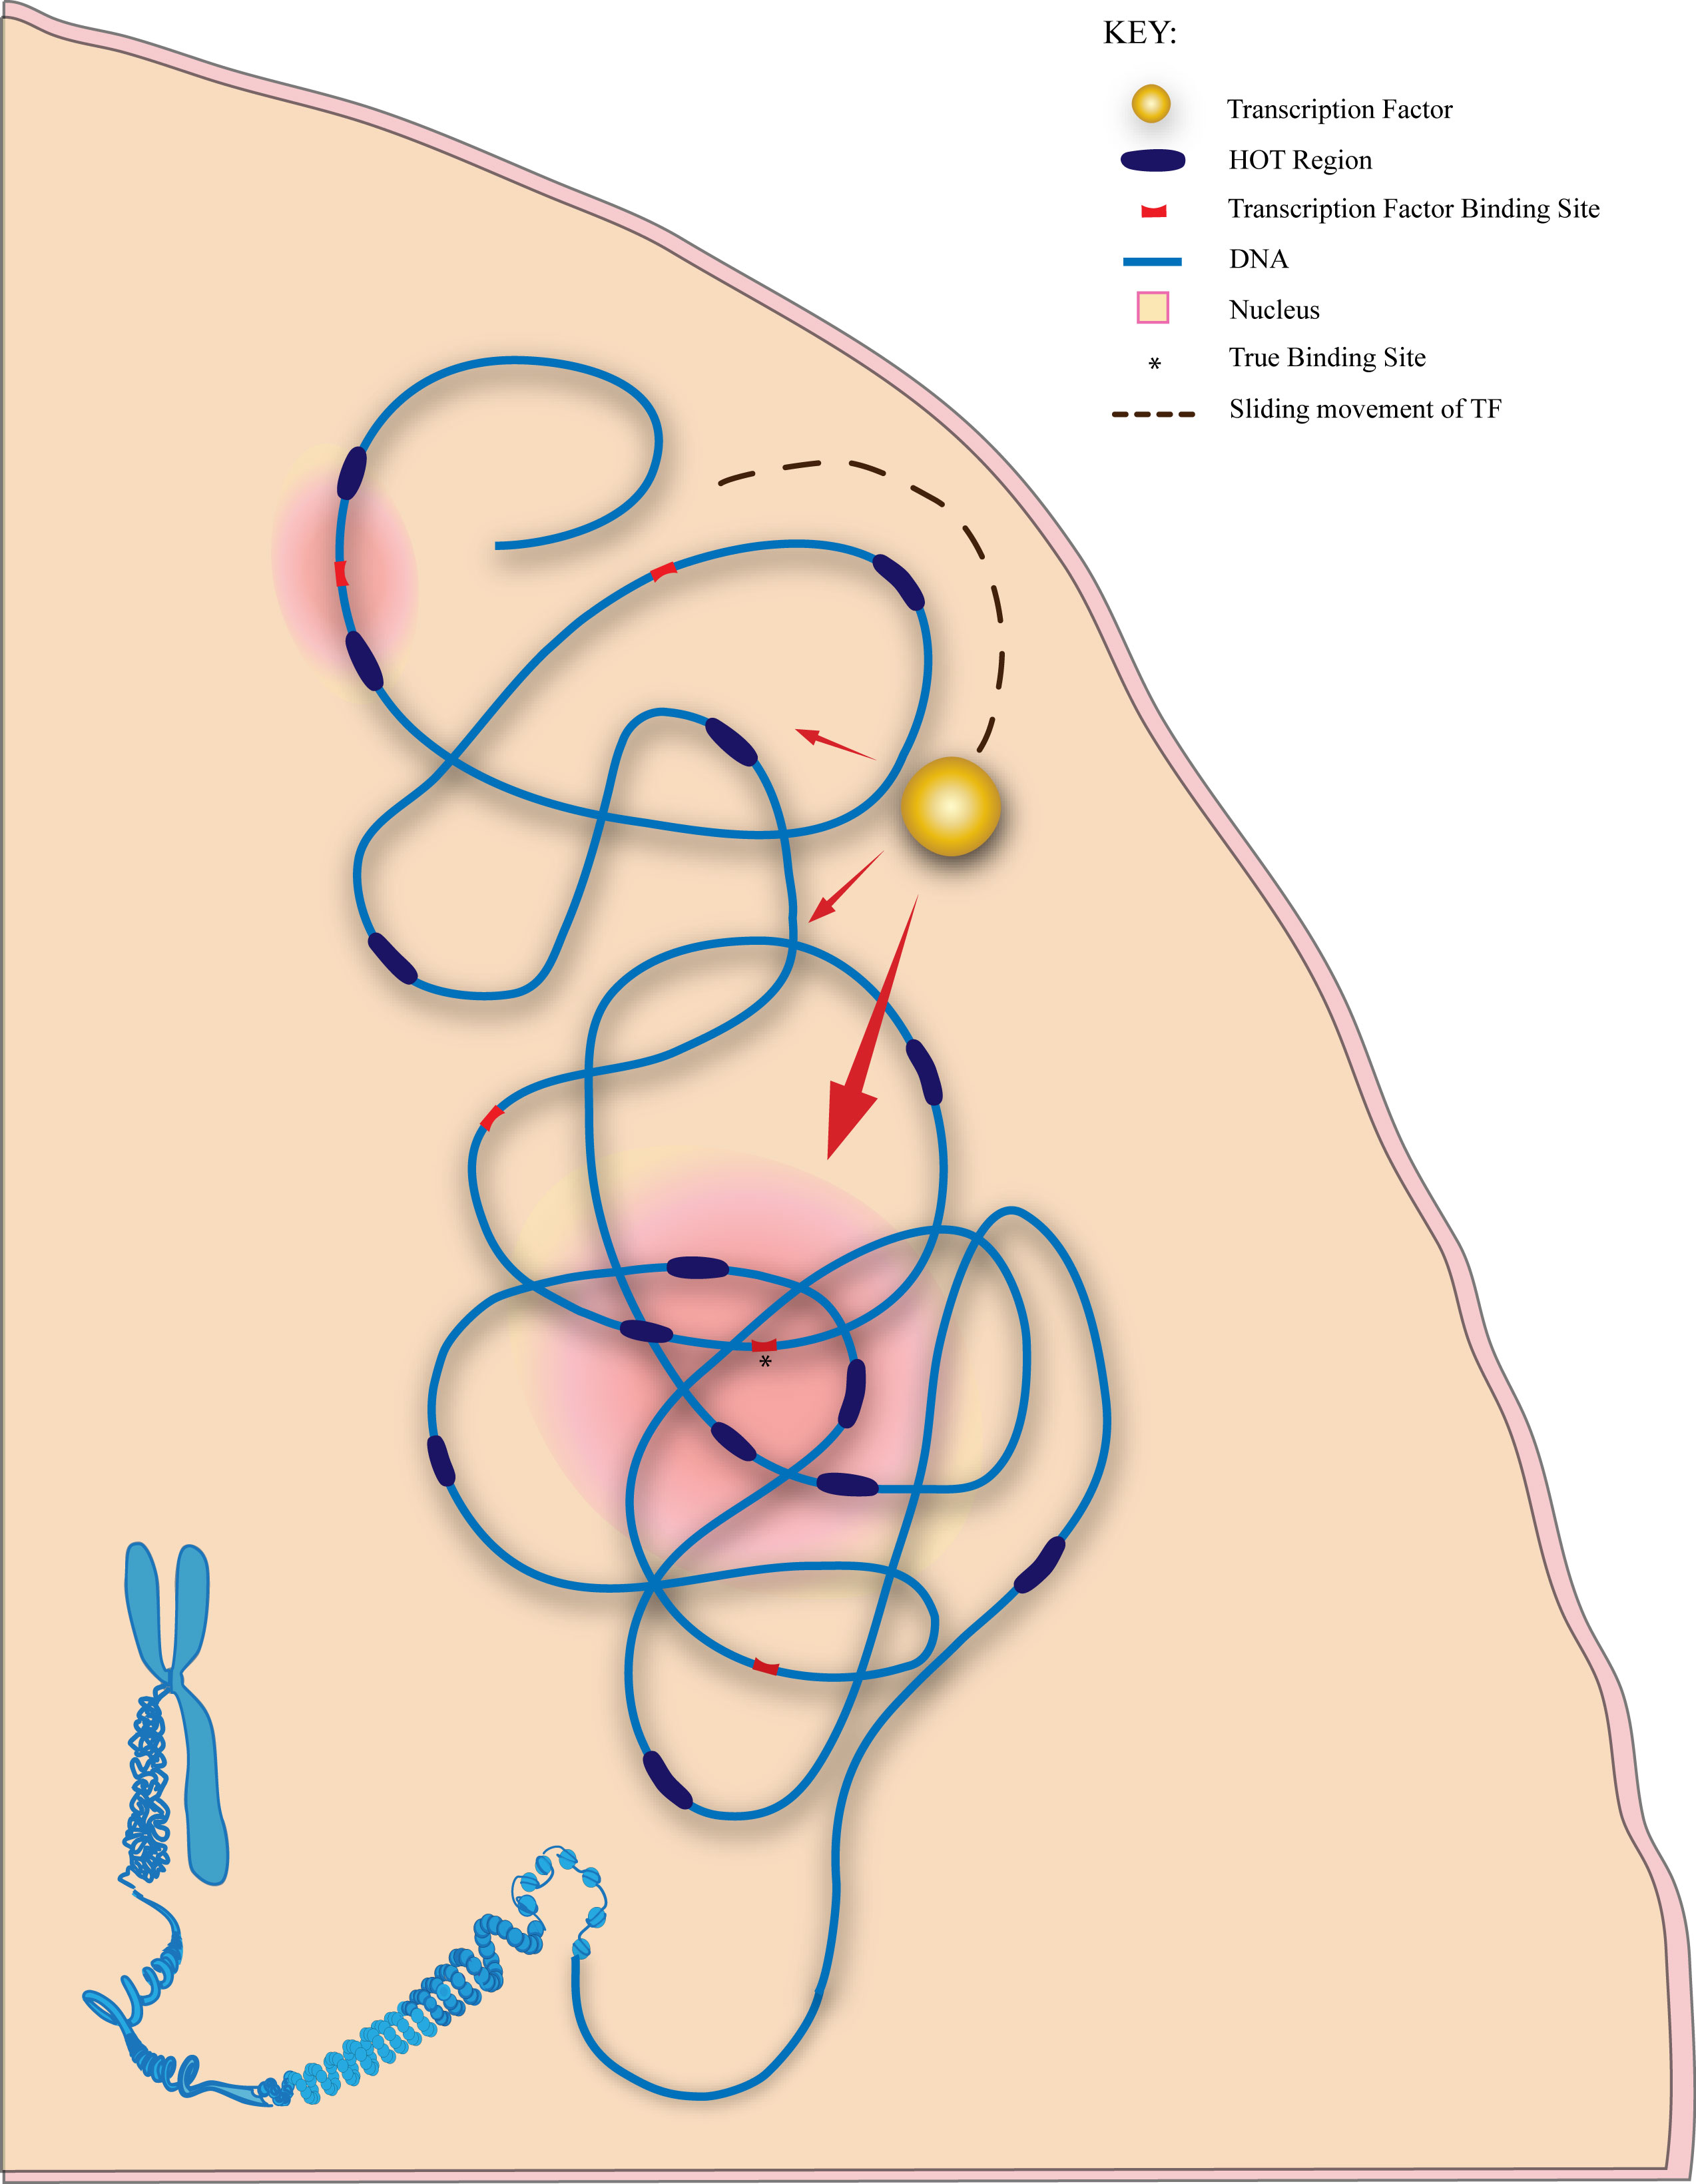 KEY:
Transcription Factor
HOT Region
Transcription Factor Binding Site
DNA
Nucleus
* True Binding Site
Sliding movement of TF
*